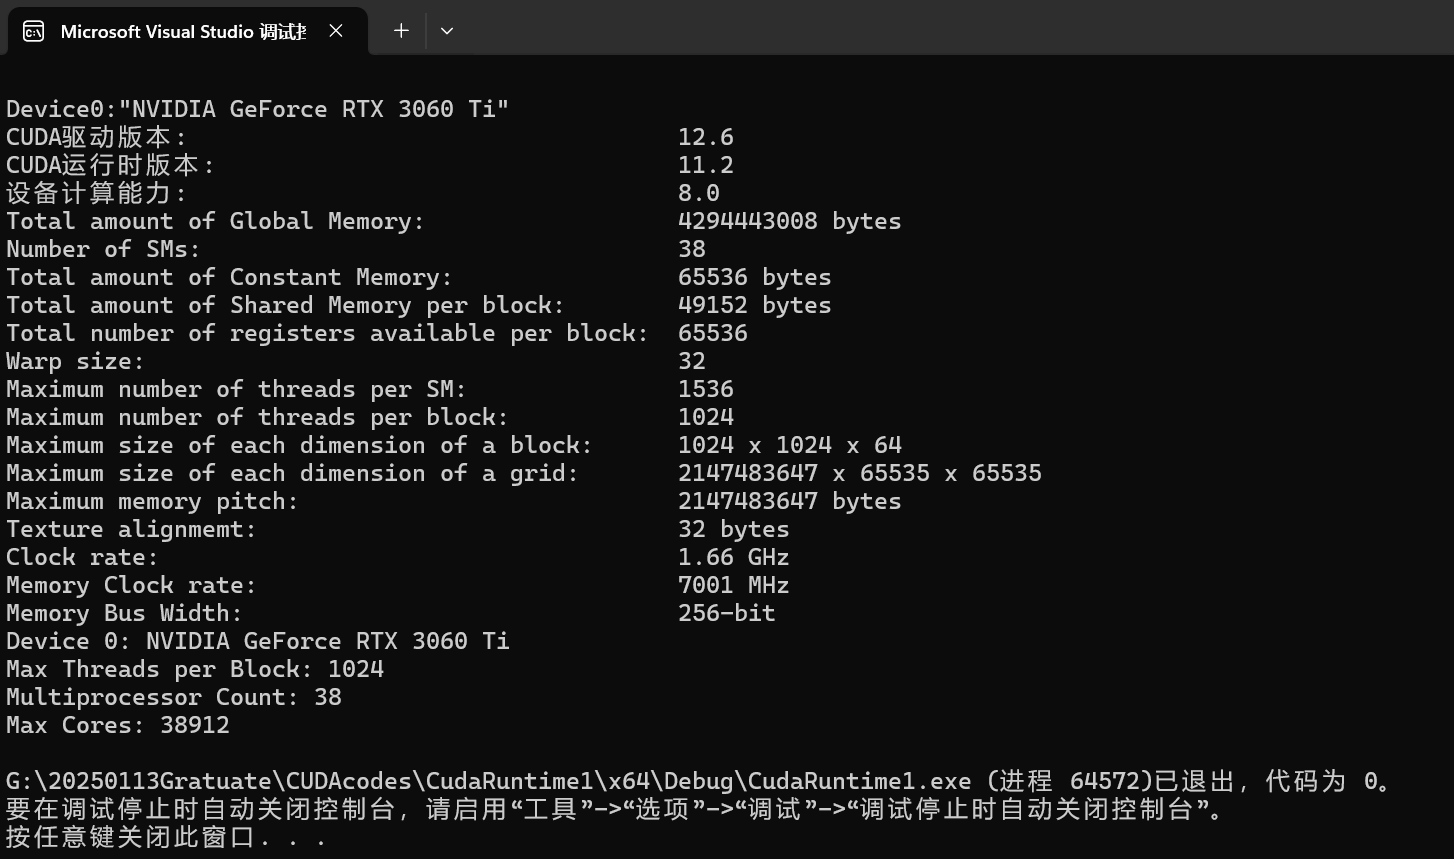 Microsoft Visual Studio 调试控
Device0:"NVIDIA GeForce RTX 3060 Ti"
CUDA驱动版本: 12.6
CUDA运行时版本: 11.2
设备计算能力: 8.0
Total amount of Global Memory: 4294443008 bytes
Number of SMs: 38
Total amount of Constant Memory: 65536 bytes
Total amount of Shared Memory per block: 49152 bytes
Total number of registers available per block: 65536
Warp size: 32
Maximum number of threads per SM: 1536
Maximum number of threads per block: 1024
Maximum size of each dimension of a block: 1024 x 1024 x 64
Maximum size of each dimension of a grid: 2147483647 x 65535 x 65535
Maximum memory pitch: 2147483647 bytes
Texture alignmemt: 32 bytes
Clock rate: 1.66 GHz
Memory Clock rate: 7001 MHz
Memory Bus Width: 256-bit
Device 0: NVIDIA GeForce RTX 3060 Ti
Max Threads per Block: 1024
Multiprocessor Count: 38
Max Cores: 38912
G:\20250113Gratuate\CUDAcodes\CudaRuntime1\x64\Debug\CudaRuntime1.exe (进程 64572)已退出，代码为 0。
要在调试停止时自动关闭控制台，请启用“工具”->“选项”->“调试”->“调试停止时自动关闭控制台”。
按任意键关闭此窗口. . .